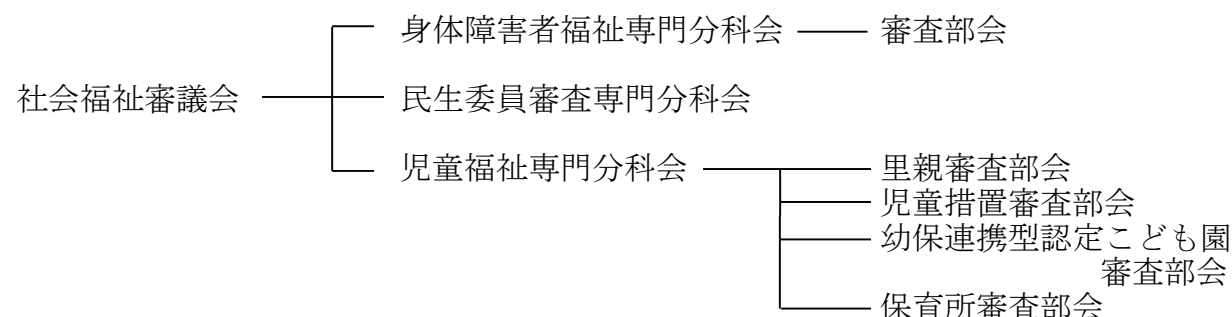 身体障害者福祉専門分科会 審査部会
社会福祉審議会 民生委員審査専門分科会
児童福祉専門分科会 里親審査部会
児童措置審査部会
幼保連携型認定こども園
審査部会
保育所審査部会